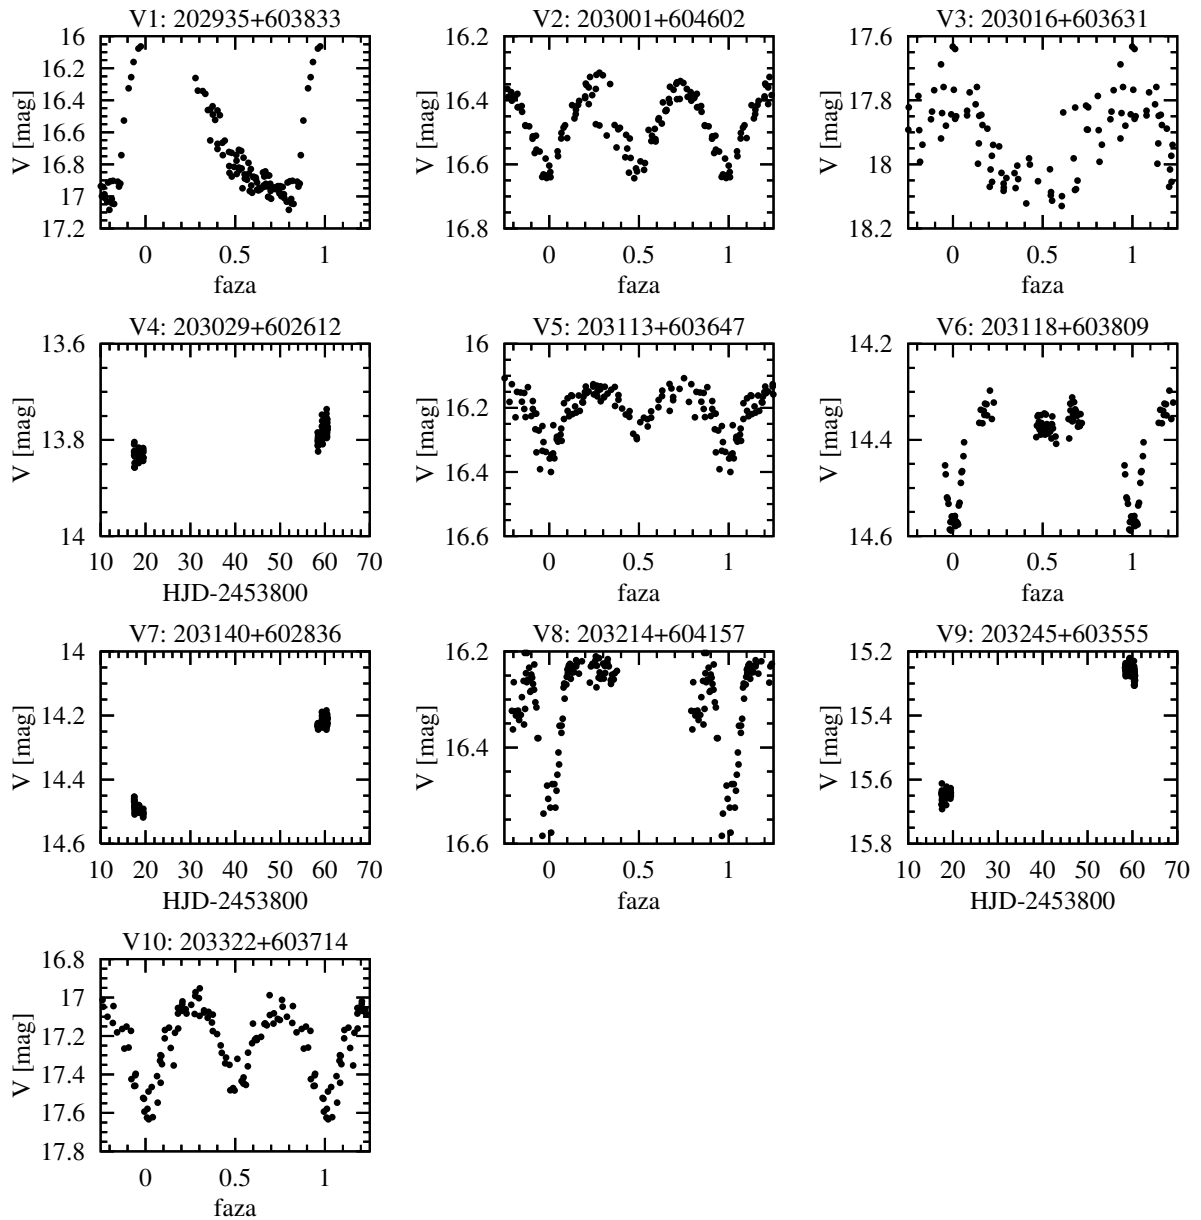 V1: 202935+603833
V2: 203001+604602
V3: 203016+603631
16
16.2
16.4
16.6
16.8
17
17.2
V [mag]
0
0.5
1
faza
16.2
16.4
16.6
16.8
V [mag]
0
0.5
1
faza
17.6
17.8
18
18.2
V [mag]
0
0.5
1
faza
V4: 203029+602612
V5: 203113+603647
V6: 203118+603809
13.6
13.8
14
V [mag]
10 20 30 40 50 60 70
HJD-2453800
16
16.2
16.4
16.6
V [mag]
0
0.5
1
faza
14.2
14.4
14.6
V [mag]
0
0.5
1
faza
V7: 203140+602836
V8: 203214+604157
V9: 203245+603555
14
14.2
14.4
14.6
V [mag]
10 20 30 40 50 60 70
HJD-2453800
16.2
16.4
16.6
V [mag]
0
0.5
1
faza
15.2
15.4
15.6
15.8
V [mag]
10 20 30 40 50 60 70
HJD-2453800
V10: 203322+603714
16.8
17
17.2
17.4
17.6
17.8
V [mag]
0
0.5
1
faza